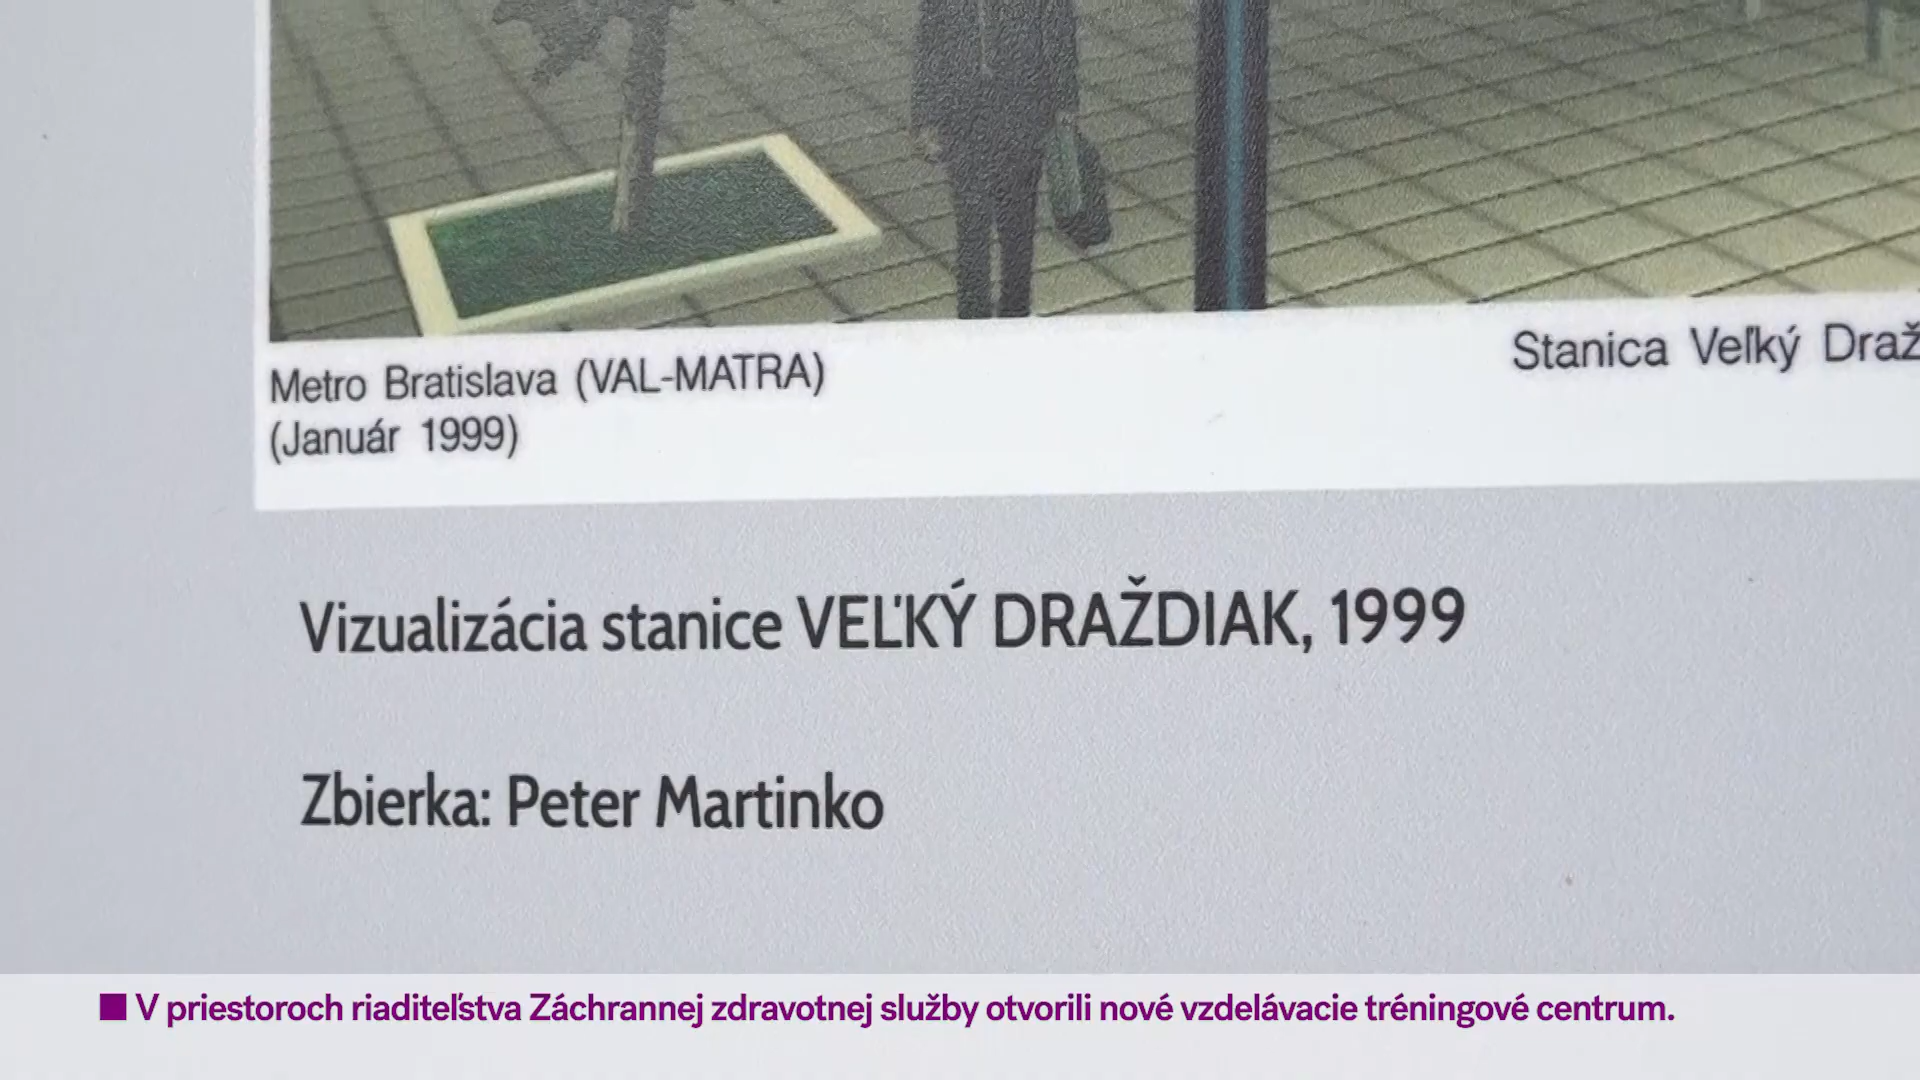 Metro Bratislava (VAL-MATRA)
(Január 1999)
Stanica Veľký
Vizualizácia stanice VEĽKÝ DRAŽDIAK, 1999
Zbierka: Peter Martinko
V priestoroch riaditeľstva Záchrannej zdravotnej služby otvorili nové vzdelávacie tréningové centrum.